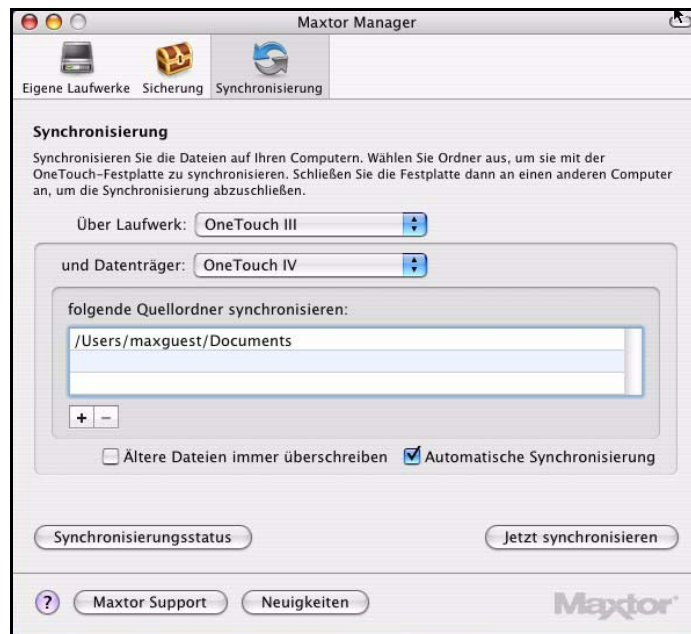 Maxtor Manager
Eigene Laufwerke Sicherung Synchronisierung
Synchronisierung
Synchronisieren Sie die Dateien auf Ihren Computern. Wählen Sie Ordner aus, um sie mit der
OneTouch-Festplatte zu synchronisieren. Schließen Sie die Festplatte dann an einen anderen Computer
an, um die Synchronisierung abzuschließen.
Über Laufwerk: OneTouch III
und Datenträger: OneTouch IV
folgende Quellordner synchronisieren:
/Users/maxguest/Documents
+ −
Ältere Dateien immer überschreiben Automatische Synchronisierung
Synchronisierungsstatus Jetzt synchronisieren
? Maxtor Support Neuigkeiten Maxtor